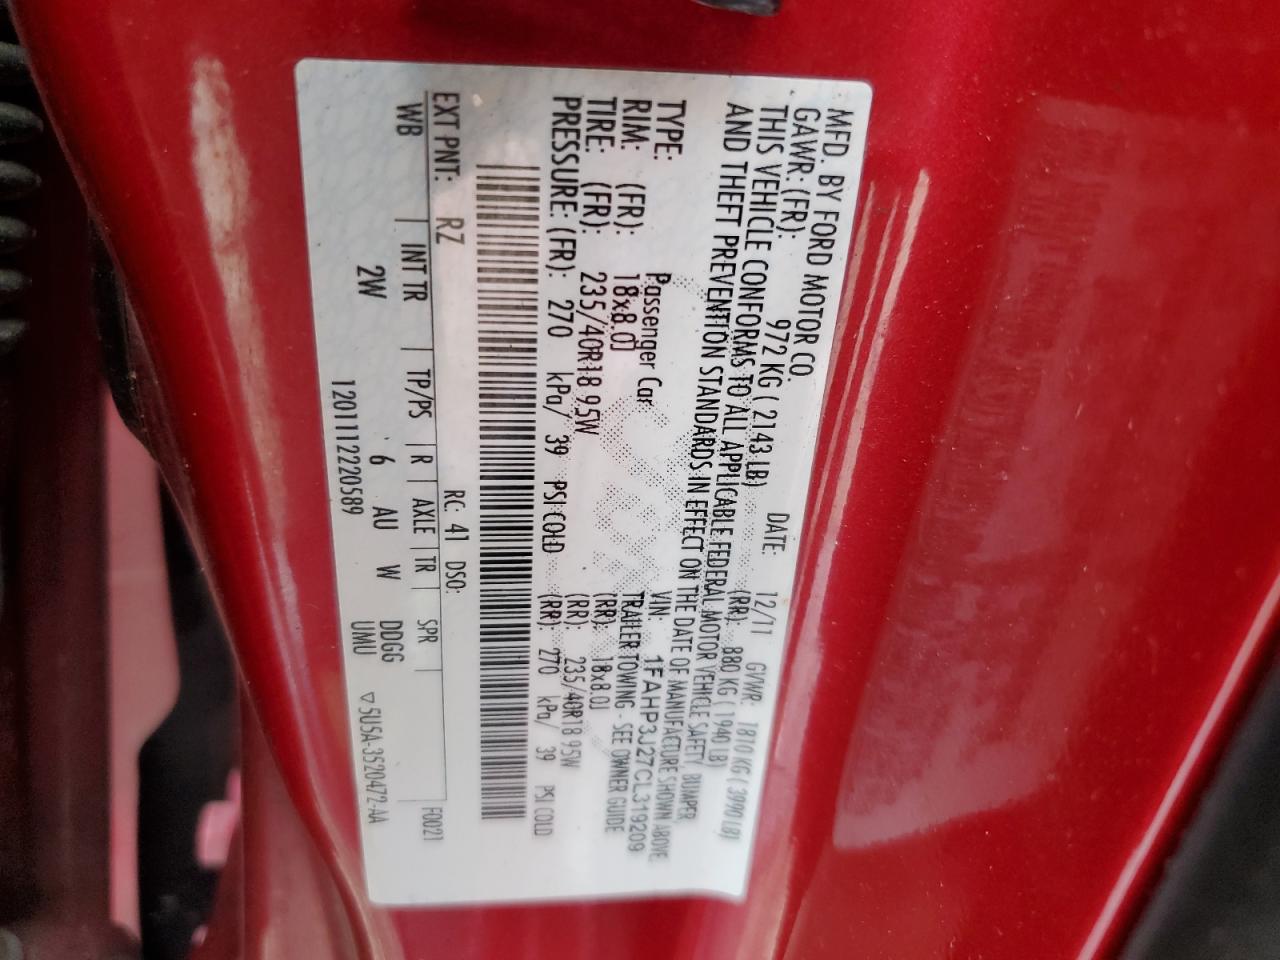 MFD. BY FORD MOTOR CO.
DATE: 12/11 GVWR: 1810 KG ( 3990 LB)
GAWR: (FR): 972 KG ( 2143 LB) (RR): 880 KG ( 1940 LB)
THIS VEHICLE CONFORMS TO ALL APPLICABLE FEDERAL MOTOR VEHICLE SAFETY, BUMPER,
AND THEFT PREVENTION STANDARDS IN EFFECT ON THE DATE OF MANUFACTURE SHOWN ABOVE.
VIN: 1FAHP3J27CL319209
TYPE: Passenger Car TRAILER TOWING - SEE OWNER GUIDE
RIM: (FR): 18x8.0J (RR): 18x8.0J
TIRE: (FR): 235/40R18 95W (RR): 235/40R18 95W
PRESSURE: (FR): 270 kPa/ 39 PSI COLD (RR): 270 kPa/ 39 PSI COLD
EXT PNT: RZ RC: 41 DSO: F0021
WB | INT TR | TP/PS | R | AXLE | TR | SPR
2W 6 AU W DDGG
UMU ▽5U5A-3520472-AA
1201112220589